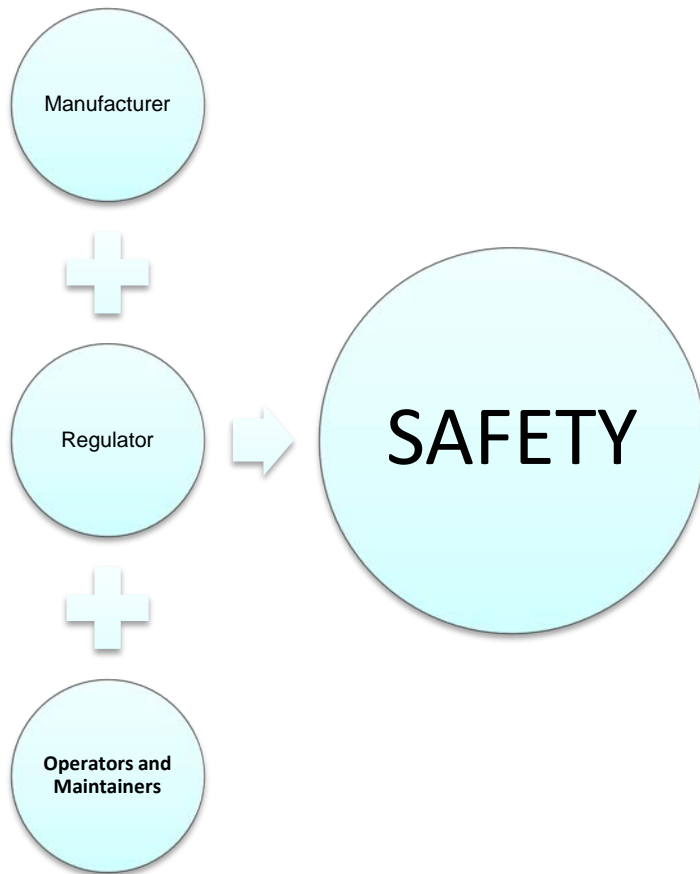 Manufacturer
Regulator
SAFETY
Operators and
Maintainers